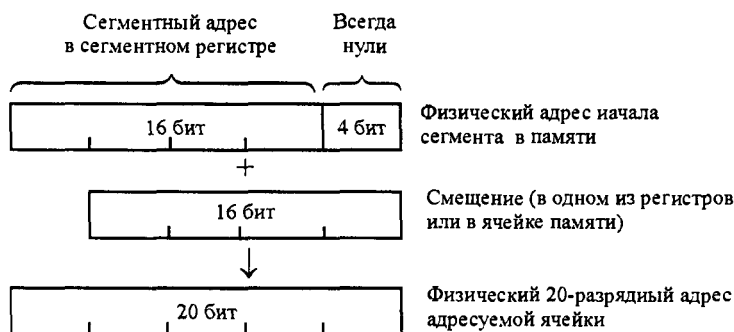 Сегментный адрес
в сегментном регистре
Всегда
нули
16 бит
4 бит
Физический адрес начала
сегмента в памяти
+
16 бит
Смещение (в одном из регистров
или в ячейке памяти)
20 бит
Физический 20-разрядный адрес
адресуемой ячейки